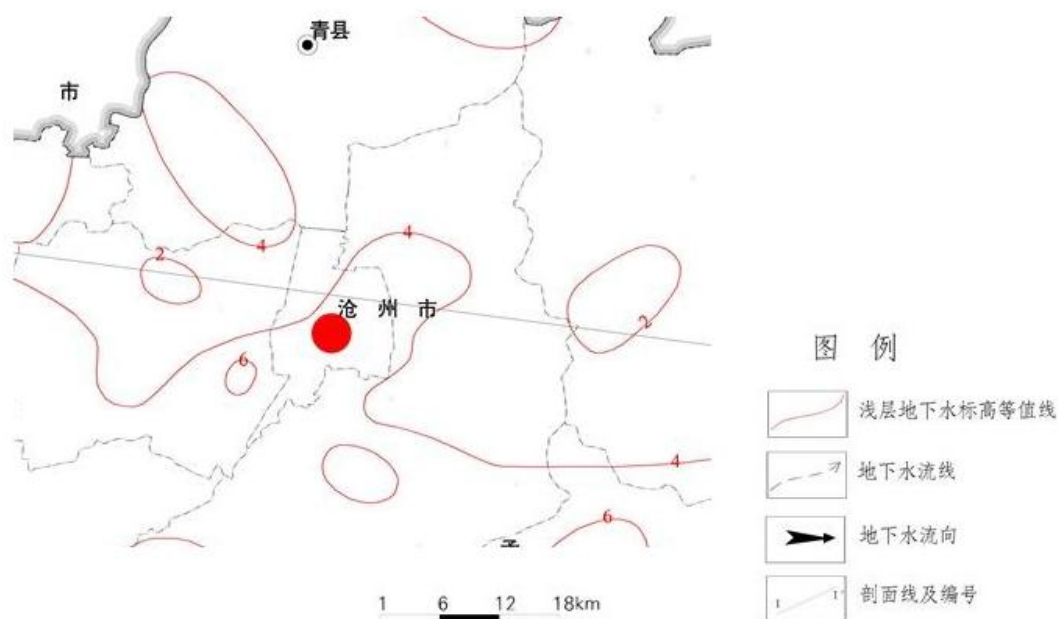 青县
市
4
4
2
沧州市
2
6
4
6
孟
图 例
浅层地下水标高等值线
地下水流线
地下水流向
I I'
剖面线及编号
1 6 12 18km